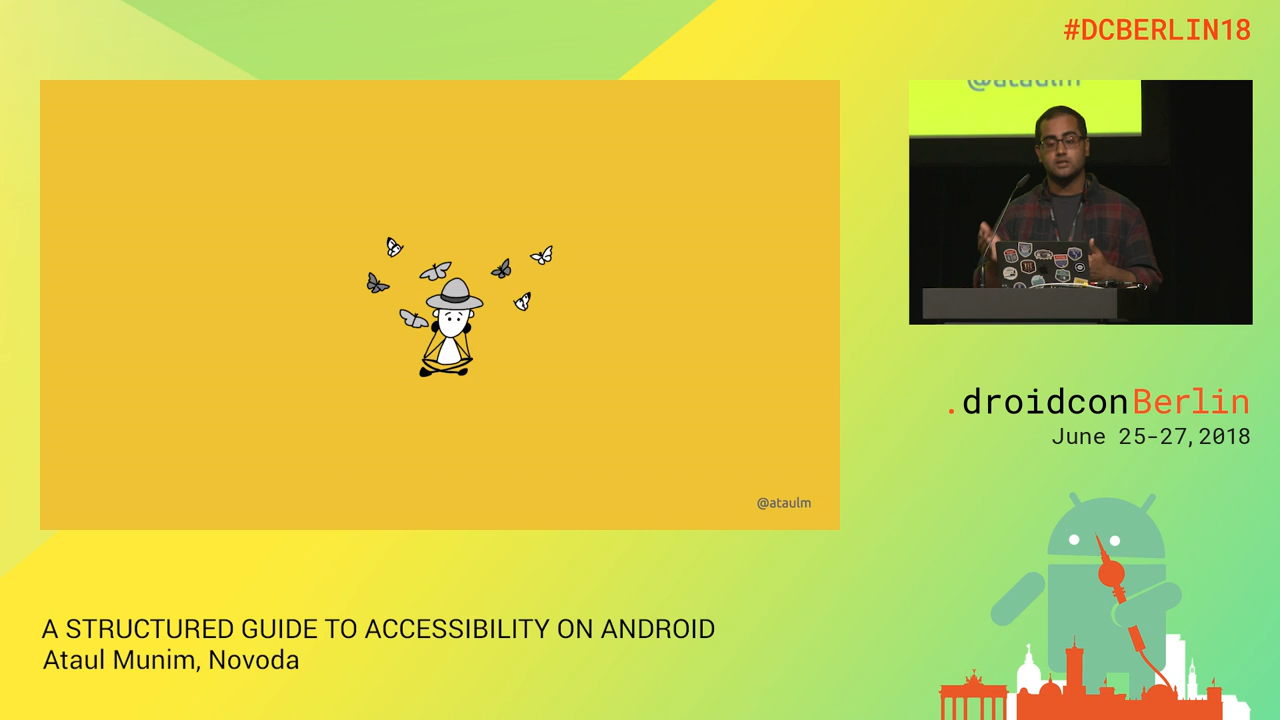 #DCBERLIN18
@ataulm
@ataulm
.droidconBerlin
June 25-27, 2018
A STRUCTURED GUIDE TO ACCESSIBILITY ON ANDROID
Ataul Munim, Novoda